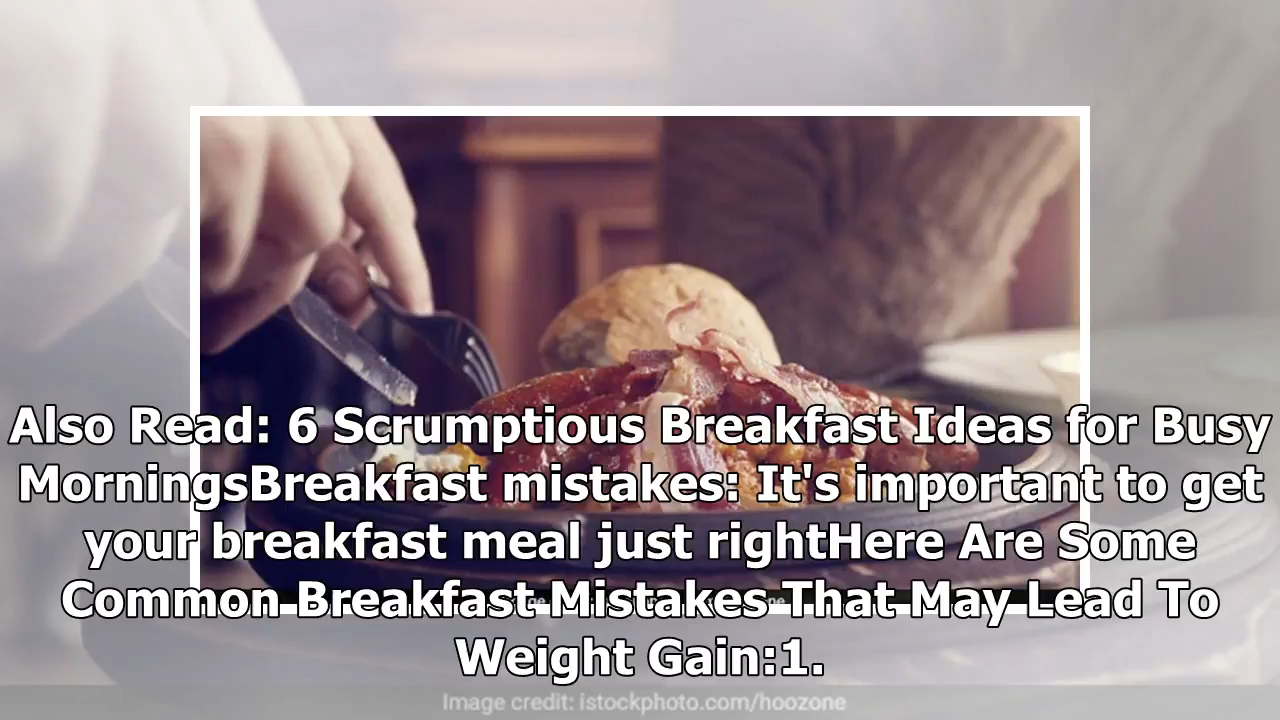 Also Read: 6 Scrumptious Breakfast Ideas for Busy
MorningsBreakfast mistakes: It's important to get
your breakfast meal just rightHere Are Some
Common Breakfast Mistakes That May Lead To
Weight Gain:1.
Image credit: istockphoto.com/hoozone